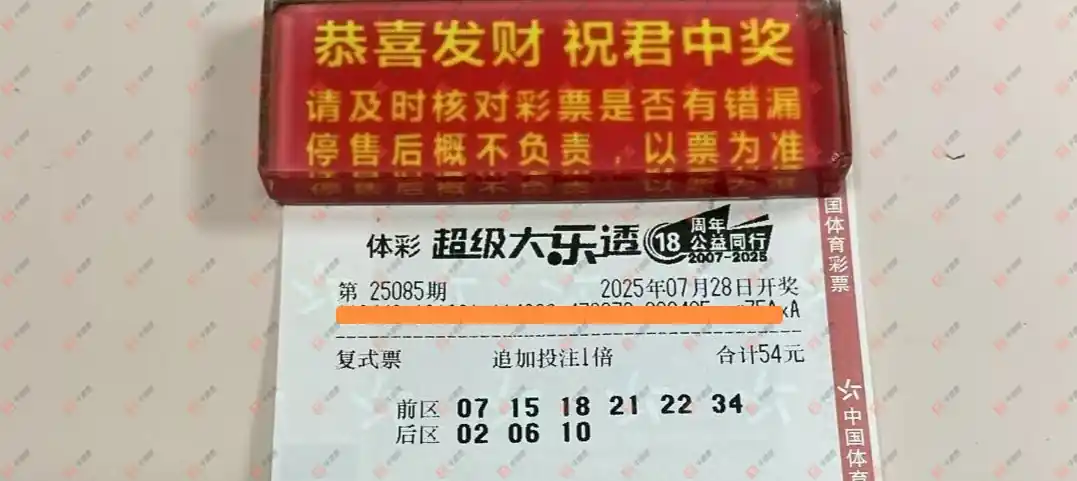 恭喜发财 祝君中奖
请及时核对彩票是否有错漏
停售后概不负责，以票为准
体彩 超级大乐透 18 周年 公益同行 2007-2025
第 25085期 2025年07月28日开奖
复式票 追加投注1倍 合计54元
前区 07 15 18 21 22 34
后区 02 06 10
国体育彩票
中国体育